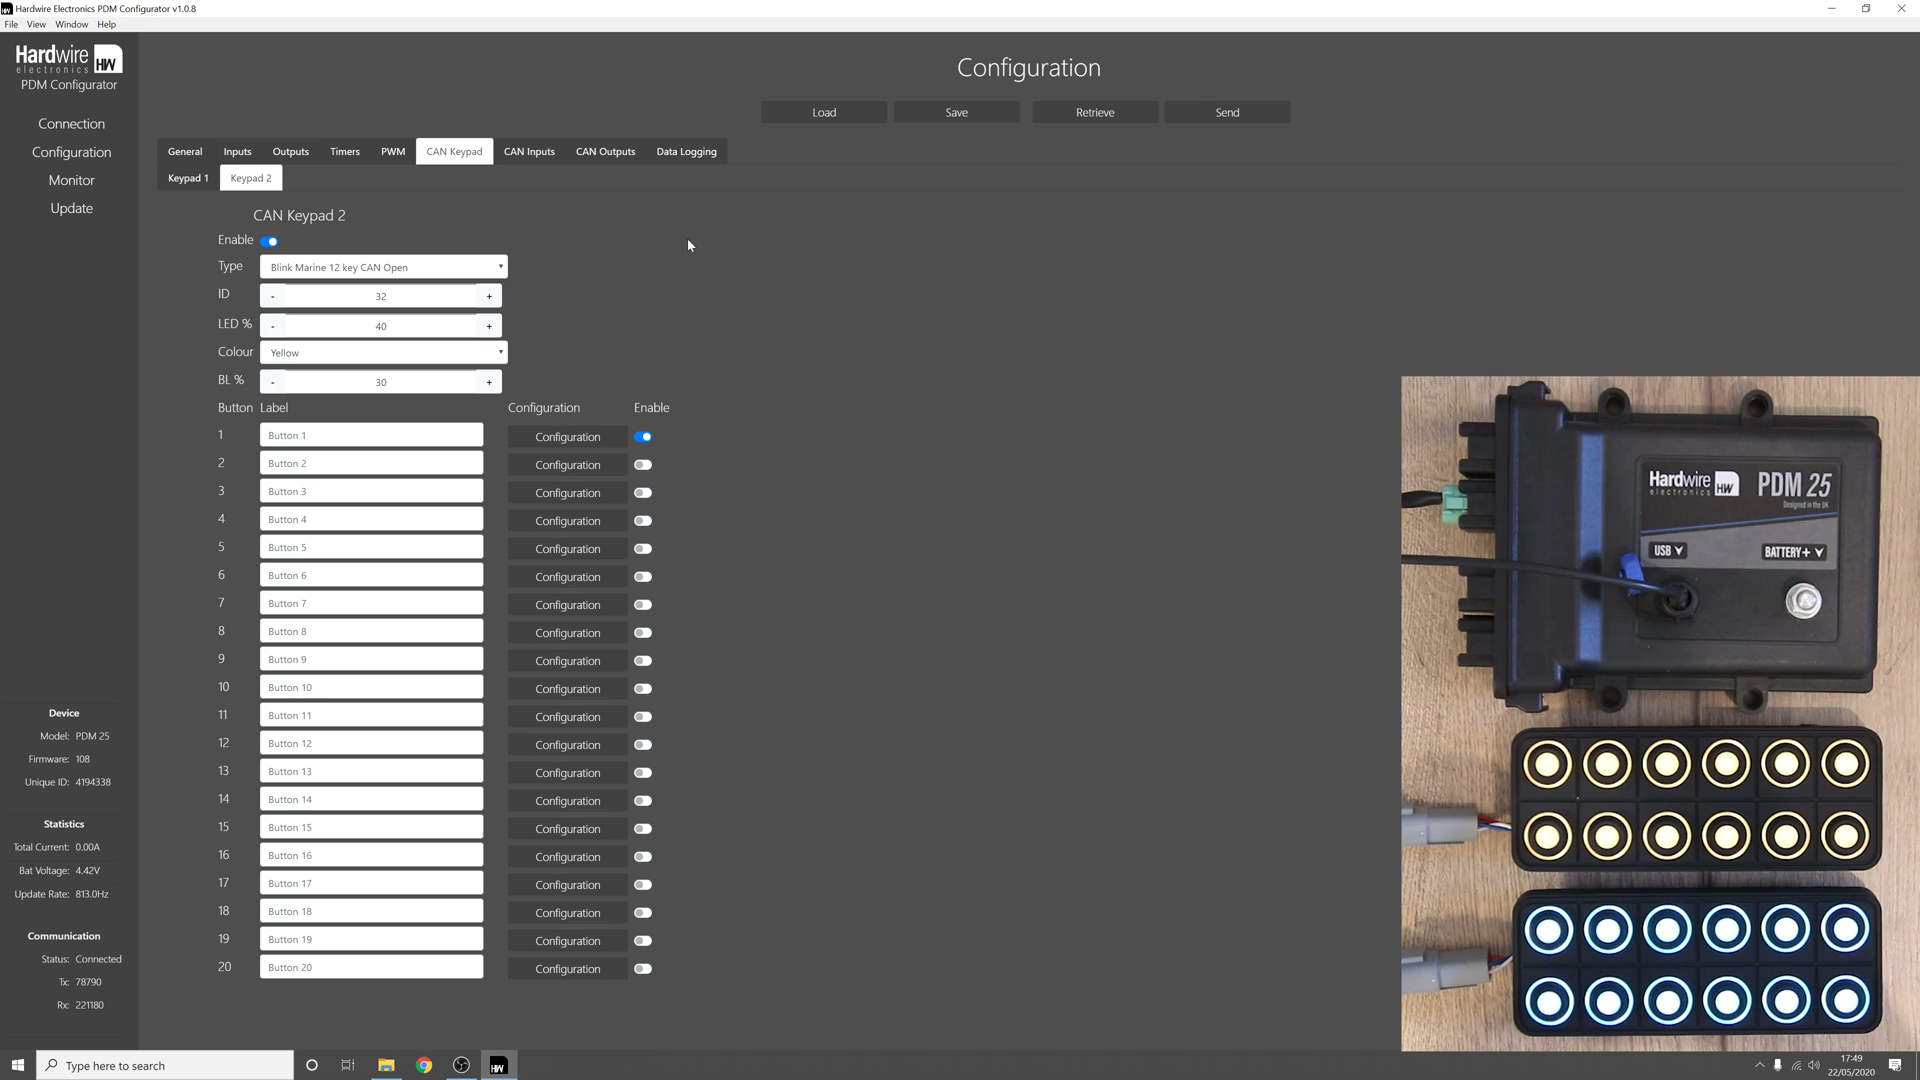 Hardwire Electronics PDM Configurator v1.0.8
File View Window Help
Hardwire HW
electronics
PDM Configurator
Connection
Configuration
Monitor
Update
Configuration
Load Save Retrieve Send
General Inputs Outputs Timers PWM CAN Keypad CAN Inputs CAN Outputs Data Logging
Keypad 1 Keypad 2
CAN Keypad 2
Enable
Type Blink Marine 12 key CAN Open
ID - 32 +
LED % - 40 +
Colour Yellow
BL % - 30 +
Button Label Configuration Enable
1 Button 1 Configuration
2 Button 2 Configuration
3 Button 3 Configuration
4 Button 4 Configuration
5 Button 5 Configuration
6 Button 6 Configuration
7 Button 7 Configuration
8 Button 8 Configuration
9 Button 9 Configuration
10 Button 10 Configuration
11 Button 11 Configuration
12 Button 12 Configuration
13 Button 13 Configuration
14 Button 14 Configuration
15 Button 15 Configuration
16 Button 16 Configuration
17 Button 17 Configuration
18 Button 18 Configuration
19 Button 19 Configuration
20 Button 20 Configuration
Device
Model: PDM 25
Firmware: 108
Unique ID: 4194338
Statistics
Total Current: 0.00A
Bat Voltage: 4.42V
Update Rate: 813.0Hz
Communication
Status: Connected
Tx: 78790
Rx: 221180
Hardwire HW PDM 25
electronics Designed in the UK
USB BATTERY+
Type here to search
HW
17:49
22/05/2020